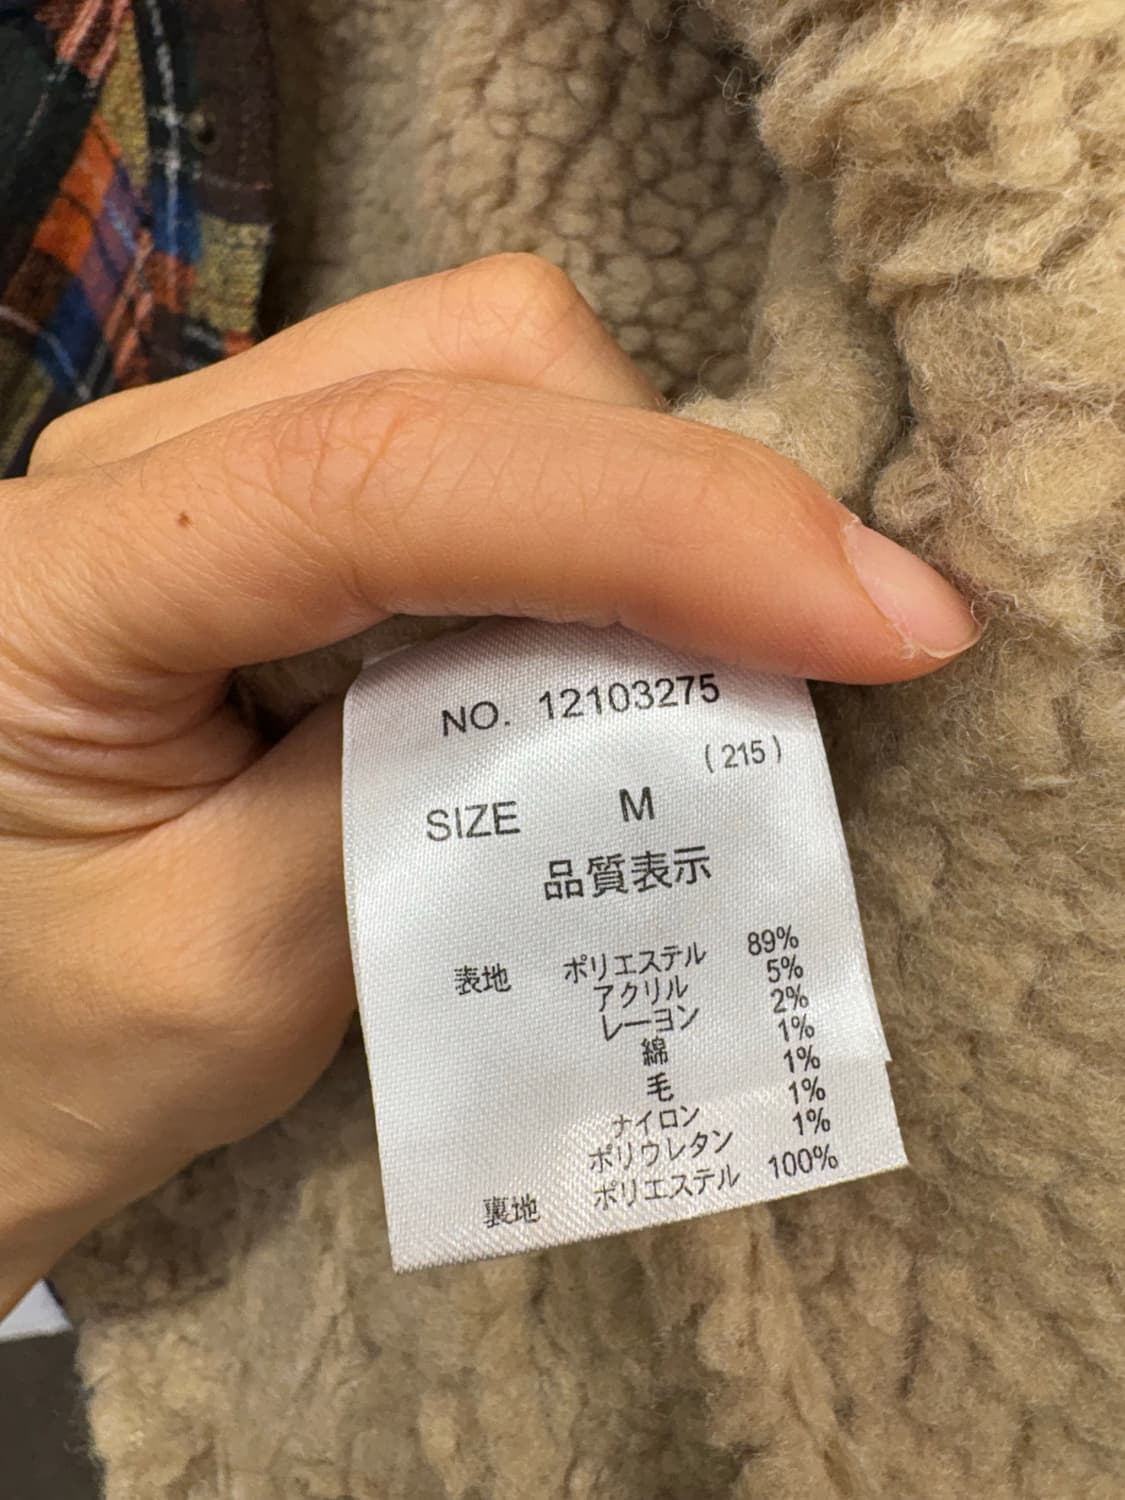 NO. 12103275
(215)
SIZE M
品質表示
表地 ポリエステル 89%
アクリル 5%
レーヨン 2%
綿 1%
毛 1%
ナイロン 1%
ポリウレタン 1%
裏地 ポリエステル 100%